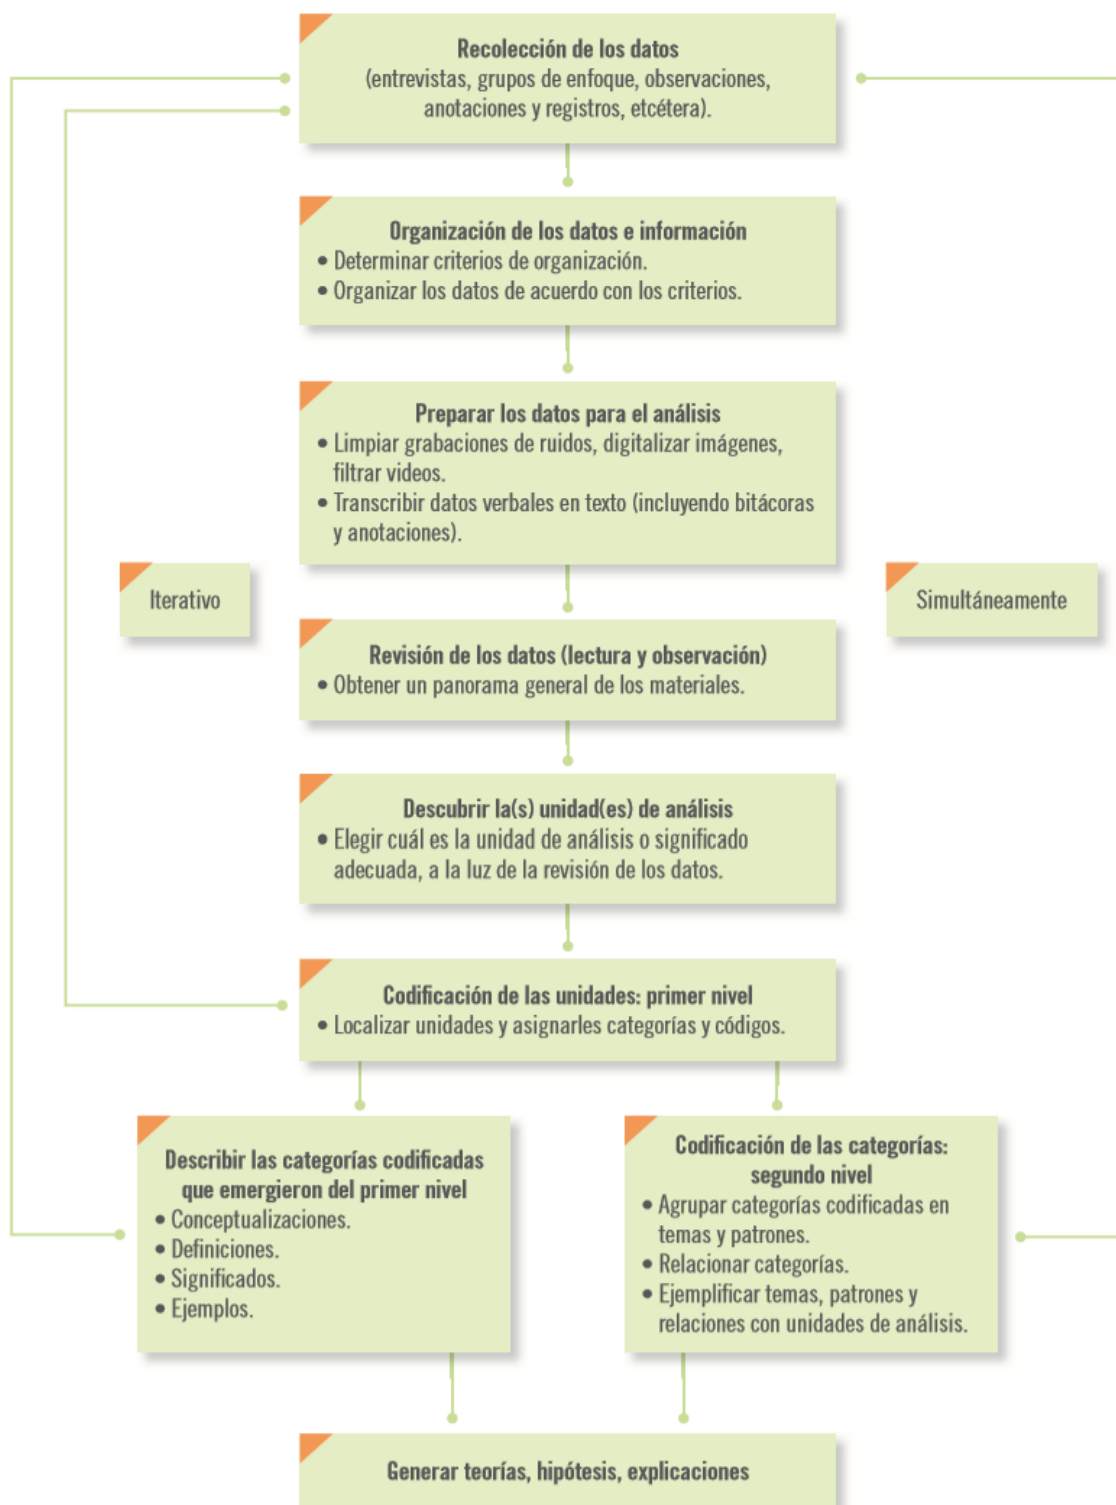 Recolección de los datos
(entrevistas, grupos de enfoque, observaciones,
anotaciones y registros, etcétera).
Organización de los datos e información
• Determinar criterios de organización.
• Organizar los datos de acuerdo con los criterios.
Preparar los datos para el análisis
• Limpiar grabaciones de ruidos, digitalizar imágenes,
filtrar videos.
• Transcribir datos verbales en texto (incluyendo bitácoras
y anotaciones).
Iterativo
Simultáneamente
Revisión de los datos (lectura y observación)
• Obtener un panorama general de los materiales.
Descubrir la(s) unidad(es) de análisis
• Elegir cuál es la unidad de análisis o significado
adecuada, a la luz de la revisión de los datos.
Codificación de las unidades: primer nivel
• Localizar unidades y asignarles categorías y códigos.
Describir las categorías codificadas
que emergieron del primer nivel
• Conceptualizaciones.
• Definiciones.
• Significados.
• Ejemplos.
Codificación de las categorías:
segundo nivel
• Agrupar categorías codificadas en
temas y patrones.
• Relacionar categorías.
• Ejemplificar temas, patrones y
relaciones con unidades de análisis.
Generar teorías, hipótesis, explicaciones